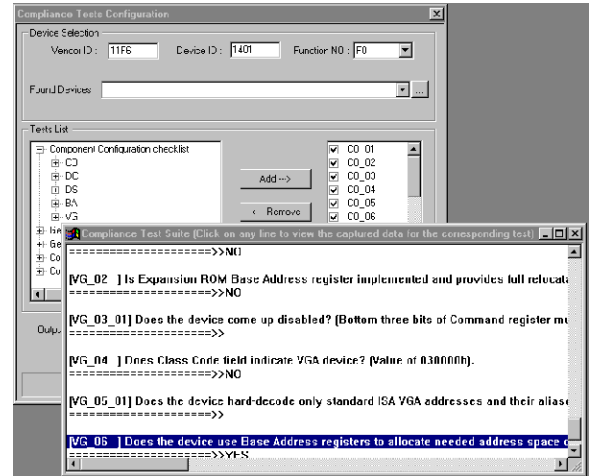 Compliance Tests Configuration
Device Selection
Vencor ID : 11F6 Device ID : 1401 Function NO : F0
Found Devices ...
Tests List
Component Configuration checklist
CO
DC
DS
BA
VG
Ge
Co
Cu
Add --->
< Remove
CO_01
CO_02
CO_03
CO_04
CO_05
CO_06
Outpu
Compliance Test Suite (Click on any line to view the captured data for the corresponding test)
=====================>>NO
[VG_02 ] Is Expansion ROM Base Address register implemented and provides full relocata
=====================>>NO
[VG_03_01] Does the device come up disabled? (Bottom three bits of Command register mu
=====================>>
[VG_04 ] Does Class Code field indicate VGA device? (Value of 030000h).
=====================>>NO
[VG_05_01] Does the device hard-decode only standard ISA VGA addresses and their aliase
=====================>>
[VG_06 ] Does the device use Base Address registers to allocate needed address space o
=====================>>YES